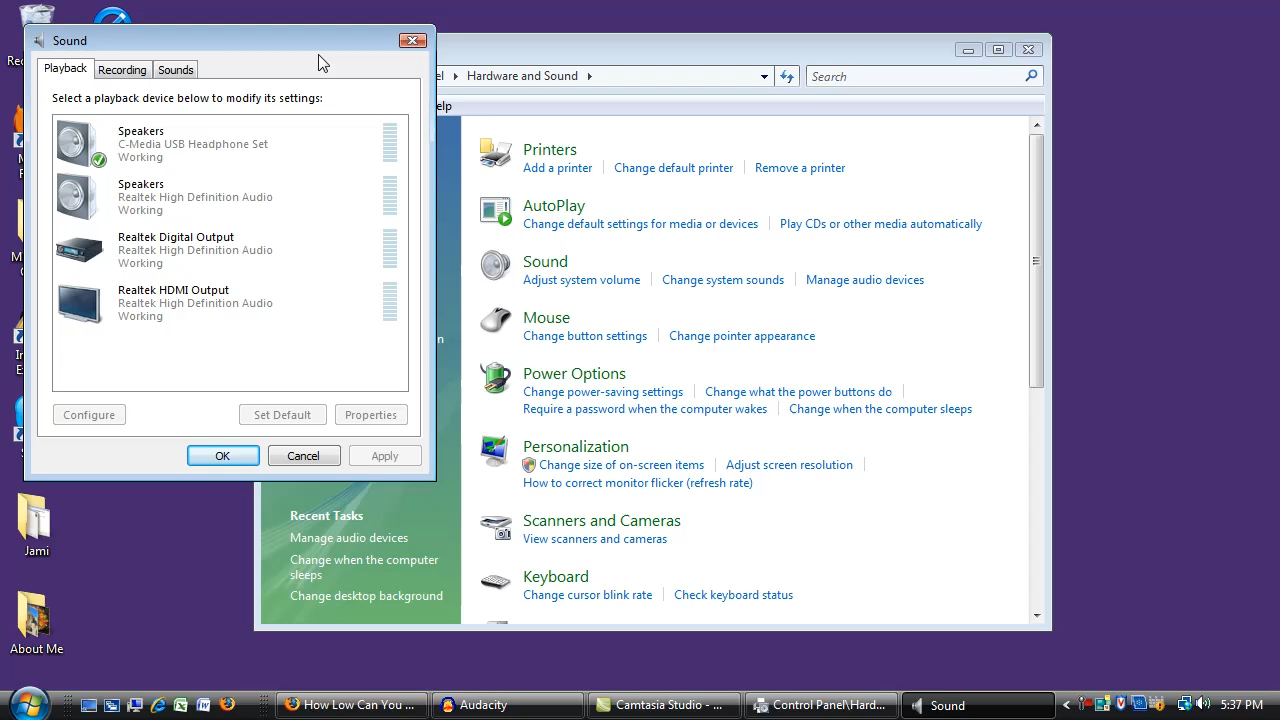 Sound
Playback
Recording
Sounds
Select a playback device below to modify its settings:
Speakers
C-Media USB Headphone Set
Working
Speakers
Realtek High Definition Audio
Working
Realtek Digital Output
Realtek High Definition Audio
Working
Realtek HDMI Output
Realtek High Definition Audio
Working
Configure
Set Default
Properties
OK
Cancel
Apply
Hardware and Sound
Search
Printers
Add a printer
Change default printer
Remove a printer
AutoPlay
Change default settings for media or devices
Play CDs or other media automatically
Sound
Adjust system volume
Change system sounds
Manage audio devices
Mouse
Change button settings
Change pointer appearance
Power Options
Change power-saving settings
Change what the power buttons do
Require a password when the computer wakes
Change when the computer sleeps
Personalization
Change size of on-screen items
Adjust screen resolution
How to correct monitor flicker (refresh rate)
Scanners and Cameras
View scanners and cameras
Keyboard
Change cursor blink rate
Check keyboard status
Recent Tasks
Manage audio devices
Change when the computer
sleeps
Change desktop background
Jami
About Me
How Low Can You ...
Audacity
Camtasia Studio - ...
Control Panel\Hard...
Sound
5:37 PM